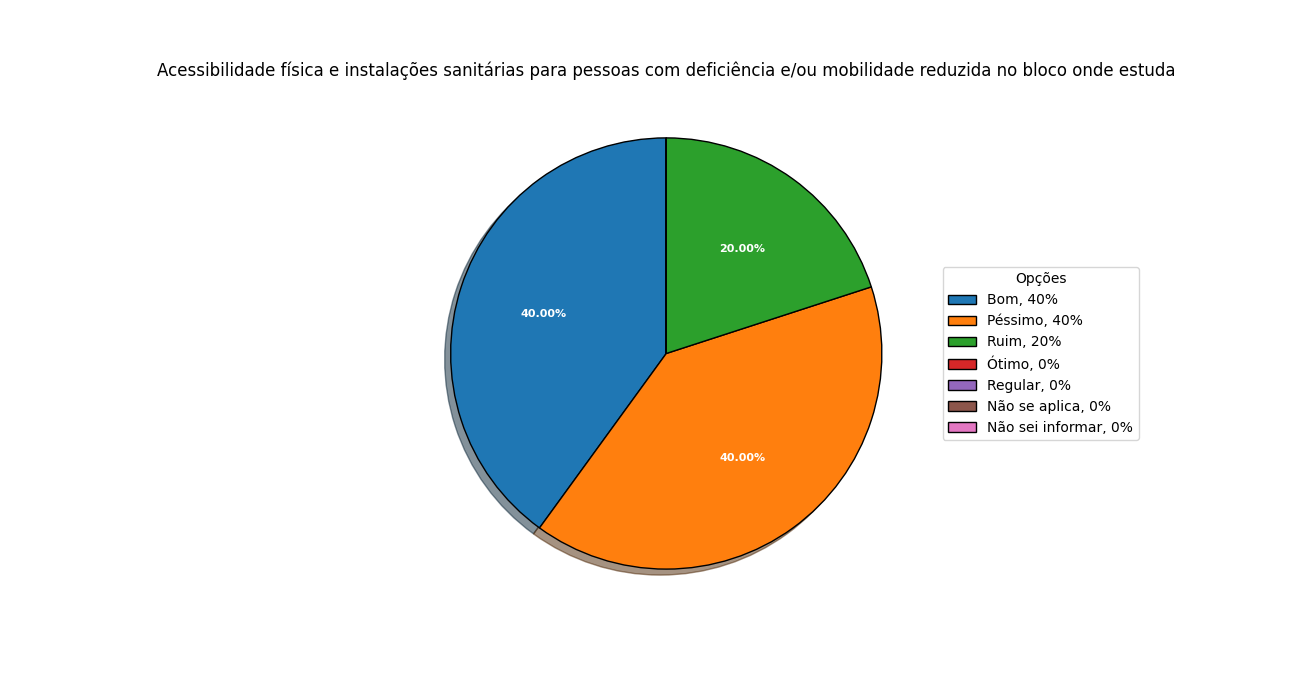 Acessibilidade física e instalações sanitárias para pessoas com deficiência e/ou mobilidade reduzida no bloco onde estuda
20.00%
40.00%
40.00%
Opções
Bom, 40%
Péssimo, 40%
Ruim, 20%
Ótimo, 0%
Regular, 0%
Não se aplica, 0%
Não sei informar, 0%